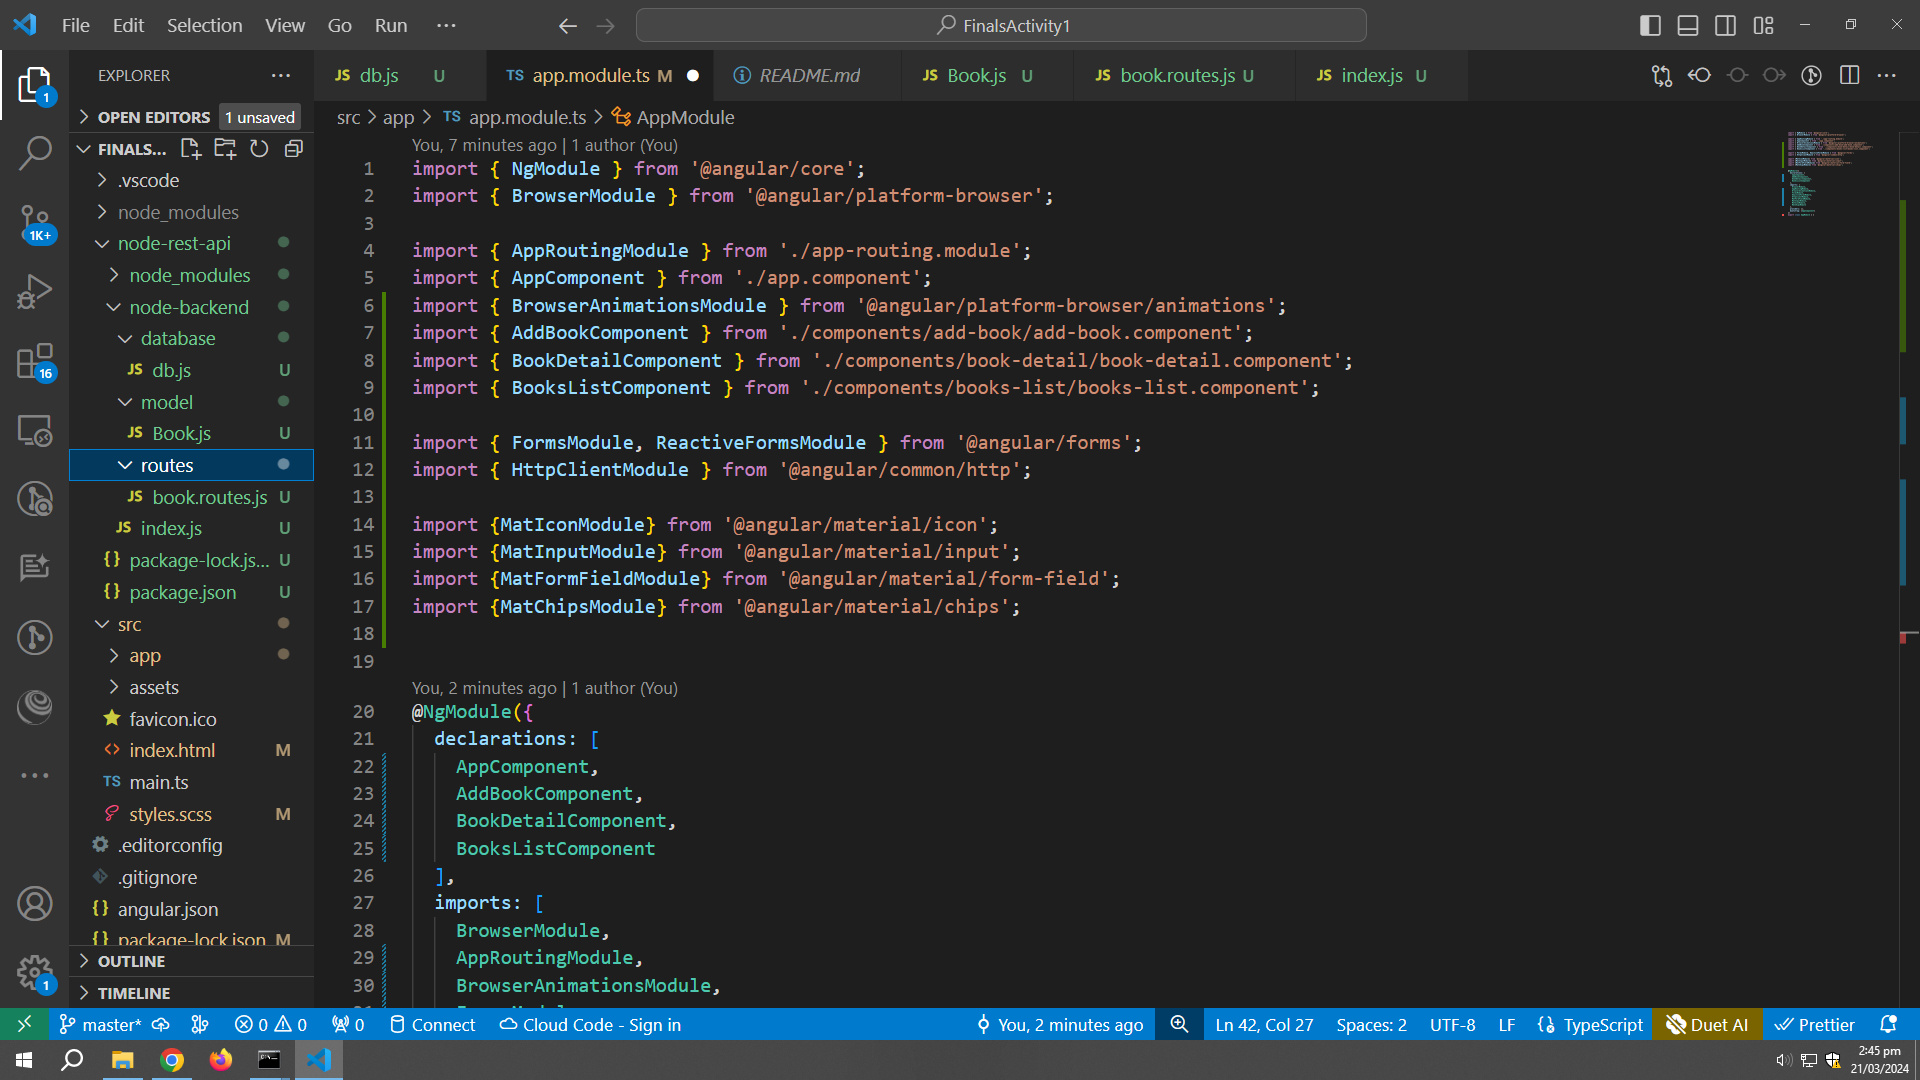 File Edit Selection View Go Run ···
FinalsActivity1
EXPLORER
OPEN EDITORS 1 unsaved
FINALS...
.vscode
node_modules
node-rest-api
node_modules
node-backend
database
JS db.js U
model
JS Book.js U
routes
JS book.routes.js U
JS index.js U
{} package-lock.js... U
{} package.json U
src
app
assets
favicon.ico
<> index.html M
TS main.ts
styles.scss M
.editorconfig
.gitignore
{} angular.json
{} package-lock.json M
OUTLINE
TIMELINE
1
1K+
16
1
JS db.js U
TS app.module.ts M
README.md
JS Book.js U
JS book.routes.js U
JS index.js U
src > app > TS app.module.ts > AppModule
You, 7 minutes ago | 1 author (You)
1 import { NgModule } from '@angular/core';
2 import { BrowserModule } from '@angular/platform-browser';
3
4 import { AppRoutingModule } from './app-routing.module';
5 import { AppComponent } from './app.component';
6 import { BrowserAnimationsModule } from '@angular/platform-browser/animations';
7 import { AddBookComponent } from './components/add-book/add-book.component';
8 import { BookDetailComponent } from './components/book-detail/book-detail.component';
9 import { BooksListComponent } from './components/books-list/books-list.component';
10
11 import { FormsModule, ReactiveFormsModule } from '@angular/forms';
12 import { HttpClientModule } from '@angular/common/http';
13
14 import {MatIconModule} from '@angular/material/icon';
15 import {MatInputModule} from '@angular/material/input';
16 import {MatFormFieldModule} from '@angular/material/form-field';
17 import {MatChipsModule} from '@angular/material/chips';
18
19
You, 2 minutes ago | 1 author (You)
20 @NgModule({
21 declarations: [
22 AppComponent,
23 AddBookComponent,
24 BookDetailComponent,
25 BooksListComponent
26 ],
27 imports: [
28 BrowserModule,
29 AppRoutingModule,
30 BrowserAnimationsModule,
master* 0 0 0 Connect Cloud Code - Sign in
You, 2 minutes ago Ln 42, Col 27 Spaces: 2 UTF-8 LF {} TypeScript Duet AI Prettier
2:45 pm
21/03/2024